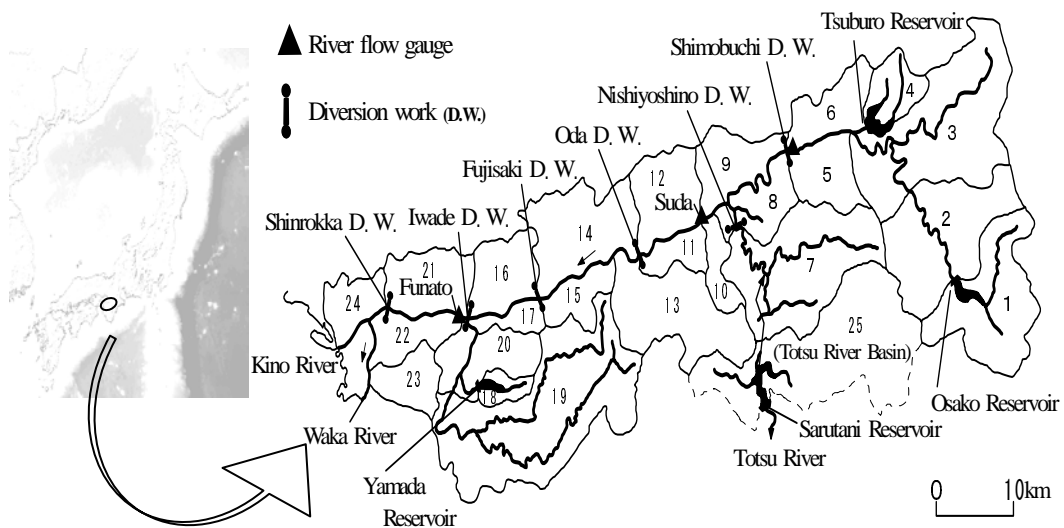 Tsuburo Reservoir
River flow gauge
Shimobuchi D. W.
Diversion work (D.W.)
Nishiyoshino D. W.
Oda D. W.
Fujisaki D. W.
Shinrokka D. W.
Iwade D. W.
Suda
Funato
Kino River
Waka River
Yamada
Reservoir
(Totsu River Basin)
Osako Reservoir
Sarutani Reservoir
Totsu River
1
2
3
4
5
6
7
8
9
10
11
12
13
14
15
16
17
18
19
20
21
22
23
24
25
0 10km